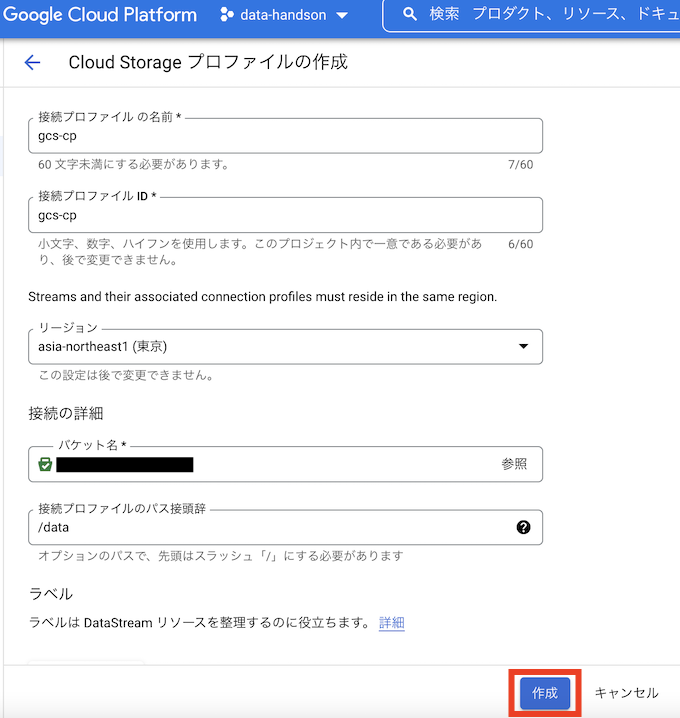 Google Cloud Platform data-handson 検索 プロダクト、リソース、ドキュ
Cloud Storage プロファイルの作成
接続プロファイル の名前 *
gcs-cp
60 文字未満にする必要があります。 7/60
接続プロファイル ID *
gcs-cp
小文字、数字、ハイフンを使用します。このプロジェクト内で一意である必要があ 6/60
り、後で変更できません。
Streams and their associated connection profiles must reside in the same region.
リージョン
asia-northeast1 (東京)
この設定は後で変更できません。
接続の詳細
バケット名 *
参照
接続プロファイルのパス接頭辞
/data
オプションのパスで、先頭はスラッシュ「/」にする必要があります
ラベル
ラベルは DataStream リソースを整理するのに役立ちます。 詳細
作成 キャンセル